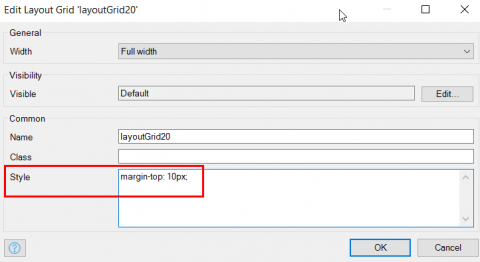 Edit Layout Grid 'layoutGrid20'
General
Width Full width
Visibility
Visible Default Edit...
Common
Name layoutGrid20
Class
Style margin-top: 10px;
? OK Cancel